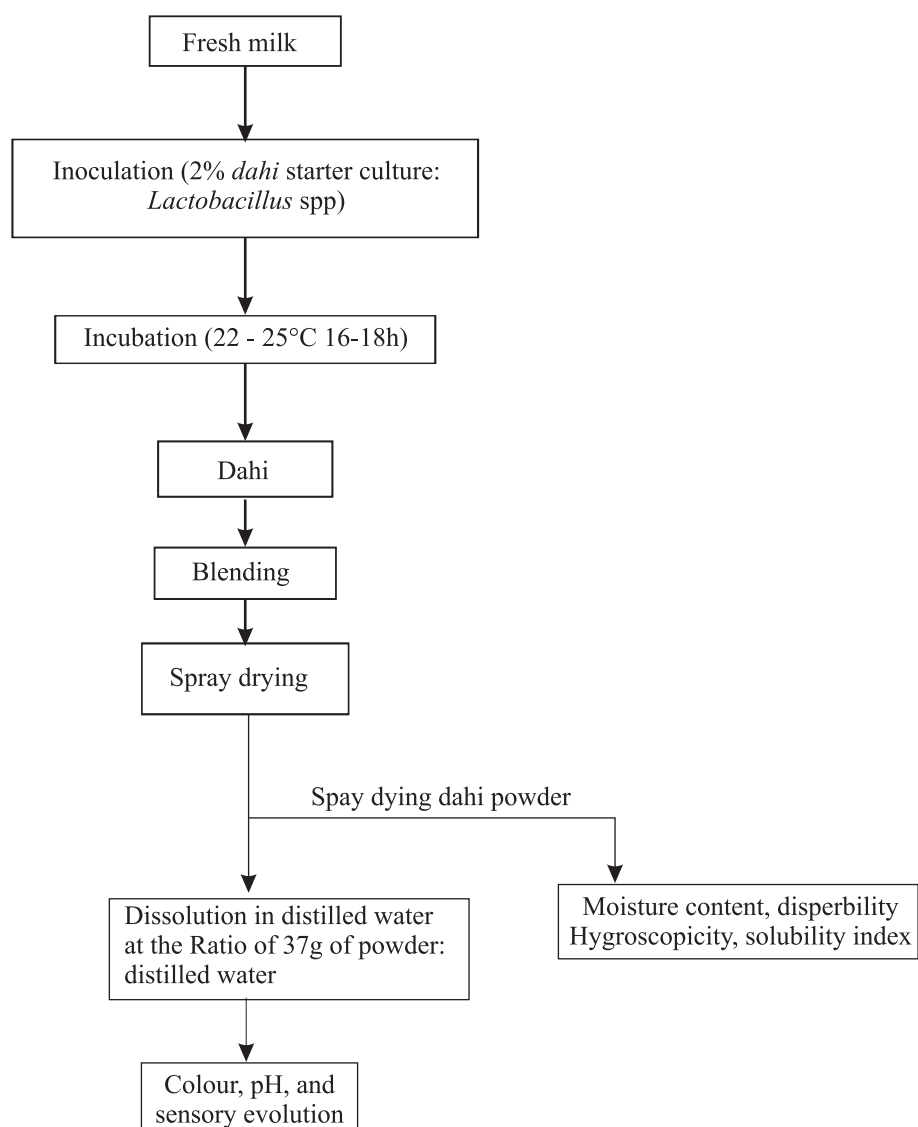 Fresh milk
Inoculation (2% dahi starter culture:
Lactobacillus spp)
Incubation (22 - 25°C 16-18h)
Dahi
Blending
Spray drying
Spay dying dahi powder
Dissolution in distilled water
at the Ratio of 37g of powder:
distilled water
Moisture content, disperbility
Hygroscopicity, solubility index
Colour, pH, and
sensory evolution